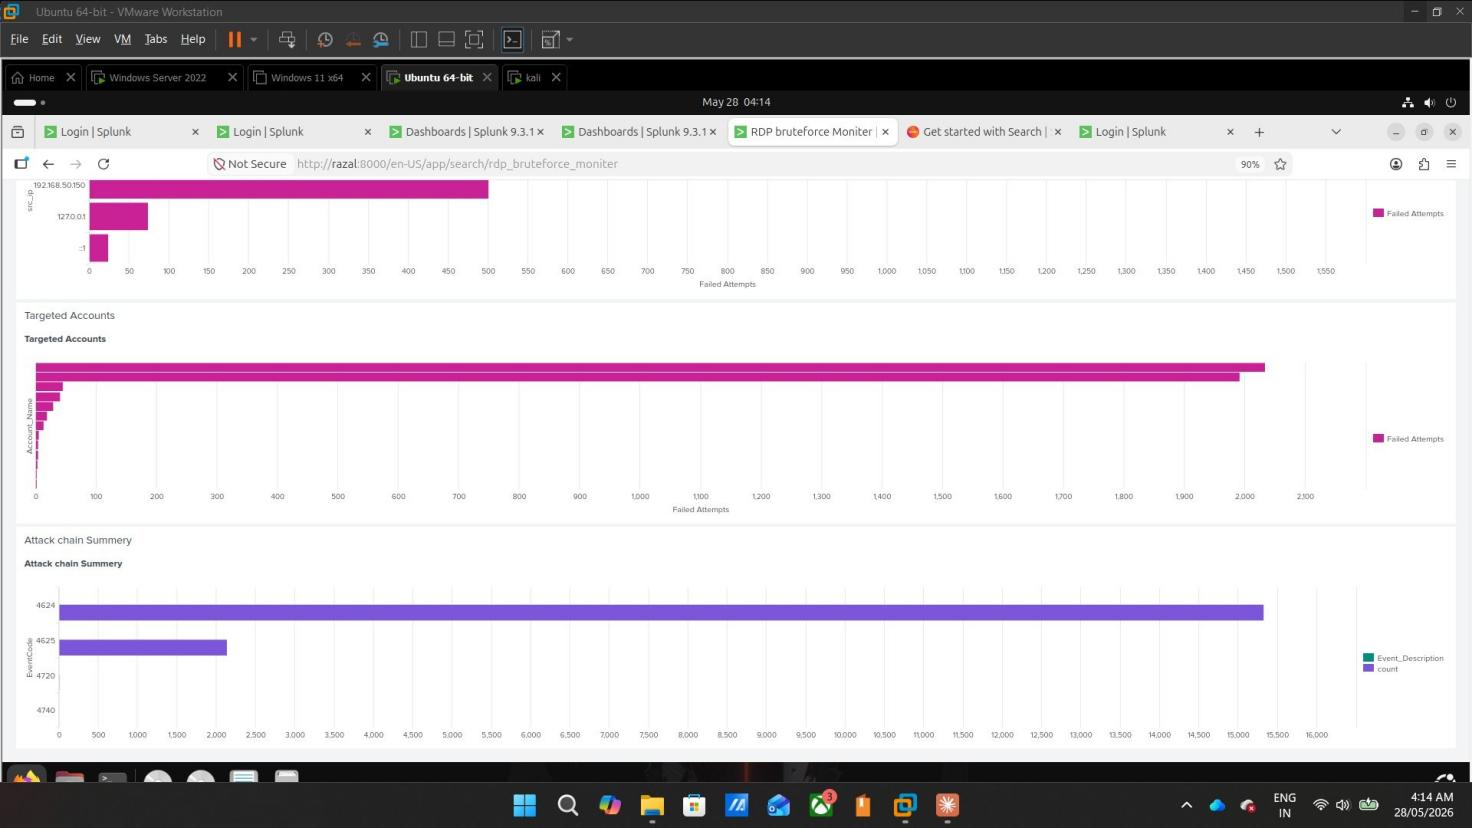 Ubuntu 64-bit - VMware Workstation
File Edit View VM Tabs Help
Home Windows Server 2022 Windows 11 x64 Ubuntu 64-bit kali
May 28 04:14
Login | Splunk Login | Splunk Dashboards | Splunk 9.3.1 Dashboards | Splunk 9.3.1 RDP bruteforce Moniter | Get started with Search | Login | Splunk
Not Secure http://razal:8000/en-US/app/search/rdp_bruteforce_moniter 90%
src_ip
192.168.50.150
127.0.0.1
::1
Failed Attempts
0 50 100 150 200 250 300 350 400 450 500 550 600 650 700 750 800 850 900 950 1,000 1,050 1,100 1,150 1,200 1,250 1,300 1,350 1,400 1,450 1,500 1,550
Failed Attempts
Targeted Accounts
Targeted Accounts
Account_Name
Failed Attempts
0 100 200 300 400 500 600 700 800 900 1,000 1,100 1,200 1,300 1,400 1,500 1,600 1,700 1,800 1,900 2,000 2,100
Failed Attempts
Attack chain Summery
Attack chain Summery
EventCode
4624
4625
4720
4740
Event_Description
count
0 500 1,000 1,500 2,000 2,500 3,000 3,500 4,000 4,500 5,000 5,500 6,000 6,500 7,000 7,500 8,000 8,500 9,000 9,500 10,000 10,500 11,000 11,500 12,000 12,500 13,000 13,500 14,000 14,500 15,000 15,500 16,000
3
ENG
IN
4:14 AM
28/05/2026